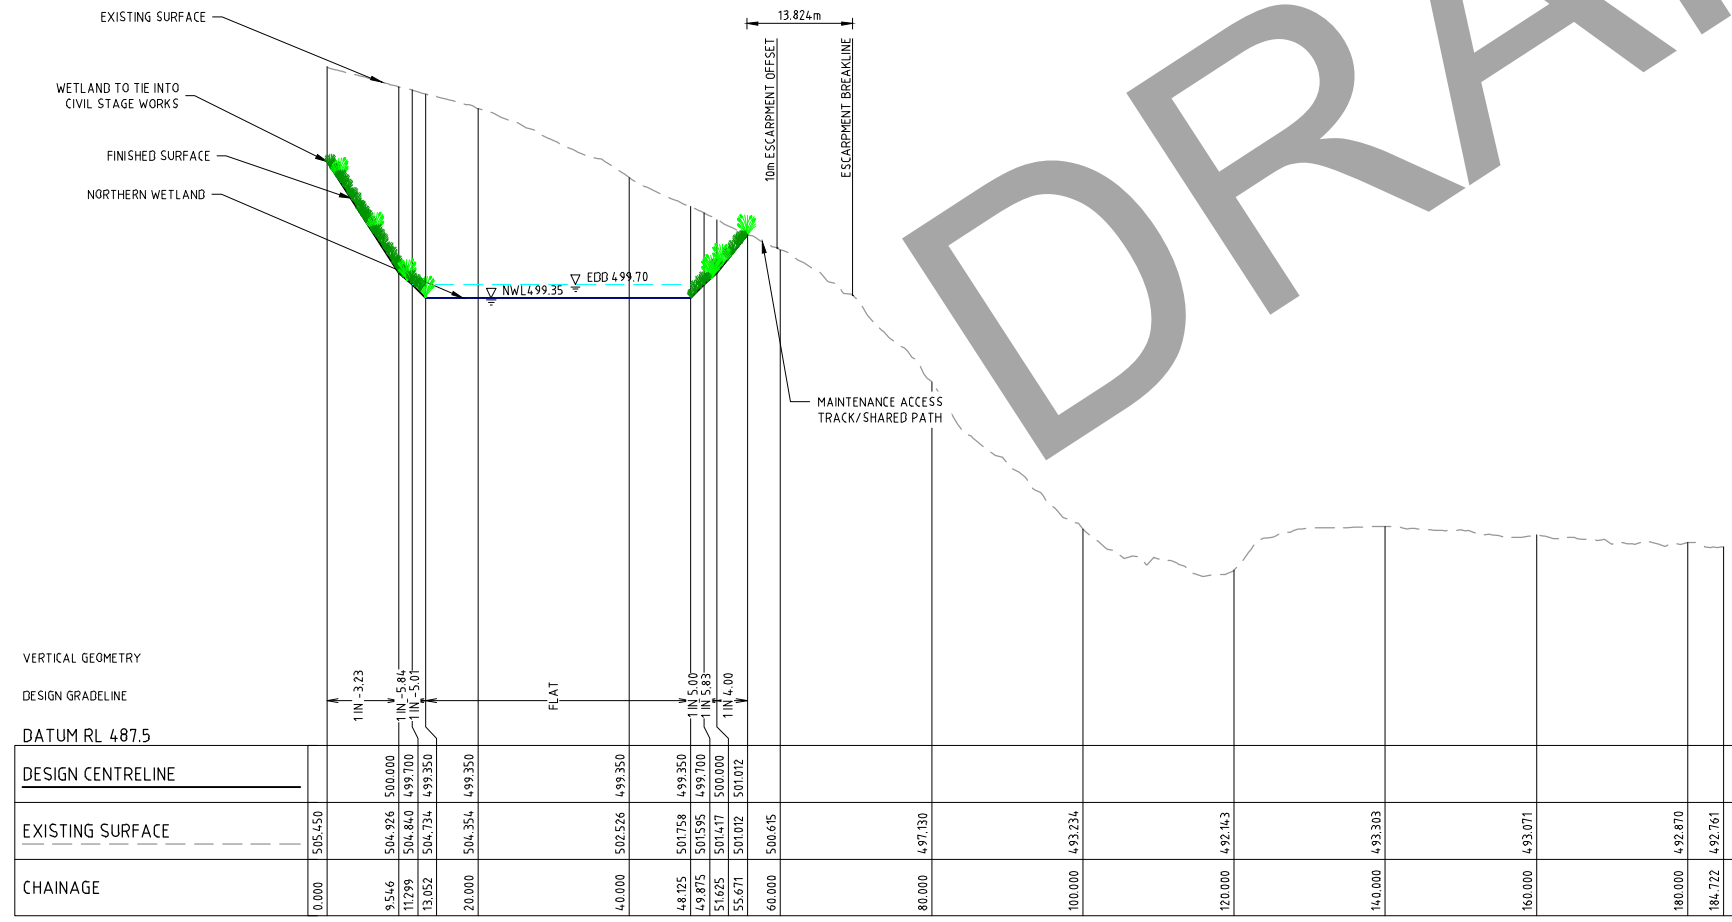 13.824m
EXISTING SURFACE
10m ESCARPMENT OFFSET
ESCARPMENT BREAKLINE
WETLAND TO TIE INTO
CIVIL STAGE WORKS
FINISHED SURFACE
NORTHERN WETLAND
EDD 499.70
NWL499.35
MAINTENANCE ACCESS
TRACK/SHARED PATH
VERTICAL GEOMETRY
DESIGN GRADELINE
1 IN -3.23
1 IN -5.84
1 IN -5.01
FLAT
1 IN 5.00
1 IN 5.83
1 IN 4.00
DATUM RL 487.5
DESIGN CENTRELINE
500.000
499.700
499.350
499.350
499.350
499.350
499.700
500.000
501.012
EXISTING SURFACE
505.450
504.926
504.840
504.734
504.354
502.526
501.758
501.595
501.417
501.012
500.615
497.130
493.234
492.143
493.303
493.071
492.870
492.761
CHAINAGE
0.000
9.546
11.299
13.052
20.000
40.000
48.125
49.875
51.625
55.671
60.000
80.000
100.000
120.000
140.000
160.000
180.000
184.722